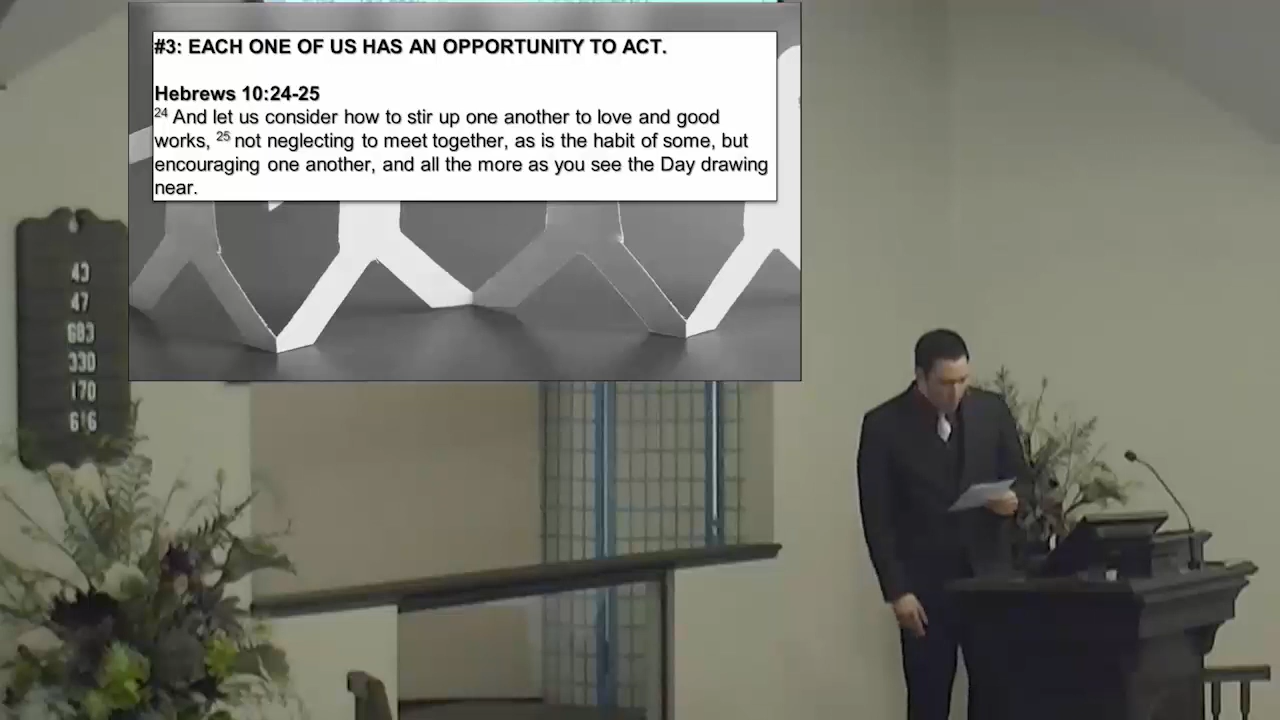 #3: EACH ONE OF US HAS AN OPPORTUNITY TO ACT.
Hebrews 10:24-25
24 And let us consider how to stir up one another to love and good
works, 25 not neglecting to meet together, as is the habit of some, but
encouraging one another, and all the more as you see the Day drawing
near.
43
47
683
330
170
616